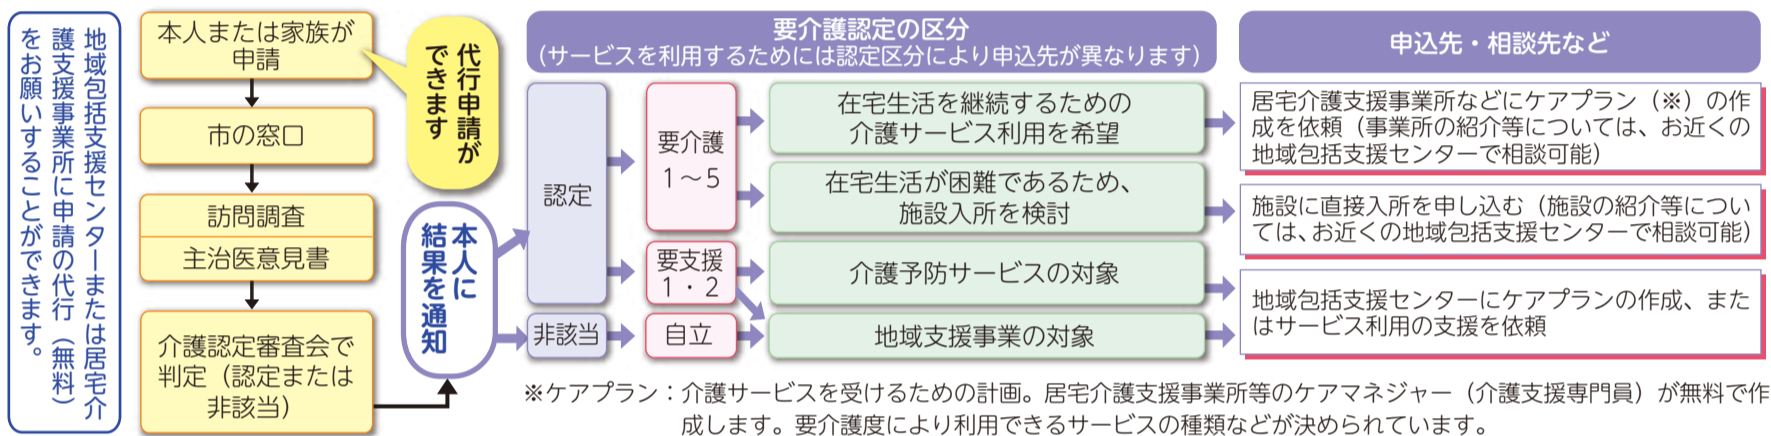 地域包括支援センターまたは居宅介
護支援事業所に申請の代行（無料）
をお願いすることができます。
本人または家族が
申請
代行申請が
できます
市の窓口
訪問調査
主治医意見書
介護認定審査会で
判定（認定または
非該当）
本人に
結果を通知
要介護認定の区分
（サービスを利用するためには認定区分により申込先が異なります）
申込先・相談先など
認定
非該当
要介護
1～5
要支援
1・2
自立
在宅生活を継続するための
介護サービス利用を希望
在宅生活が困難であるため、
施設入所を検討
介護予防サービスの対象
地域支援事業の対象
居宅介護支援事業所などにケアプラン（※）の作
成を依頼（事業所の紹介等については、お近くの
地域包括支援センターで相談可能）
施設に直接入所を申し込む（施設の紹介等につい
ては、お近くの地域包括支援センターで相談可能）
地域包括支援センターにケアプランの作成、また
はサービス利用の支援を依頼
※ケアプラン：介護サービスを受けるための計画。居宅介護支援事業所等のケアマネジャー（介護支援専門員）が無料で作
成します。要介護度により利用できるサービスの種類などが決められています。